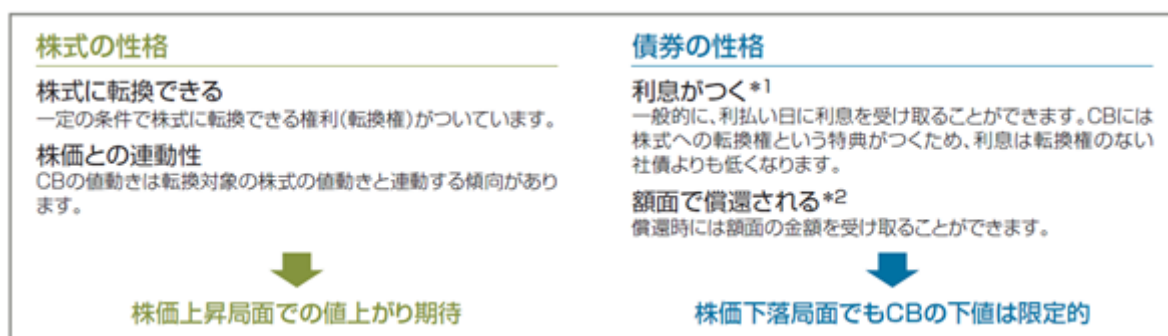 株式の性格
株式に転換できる
一定の条件で株式に転換できる権利(転換権)がついています。
株価との連動性
CBの値動きは転換対象の株式の値動きと連動する傾向があり
ます。
株価上昇局面での値上がり期待
債券の性格
利息がつく*1
一般的に、利払い日に利息を受け取ることができます。CBには
株式への転換権という特典がつくため、利息は転換権のない
社債よりも低くなります。
額面で償還される*2
償還時には額面の金額を受け取ることができます。
株価下落局面でもCBの下値は限定的